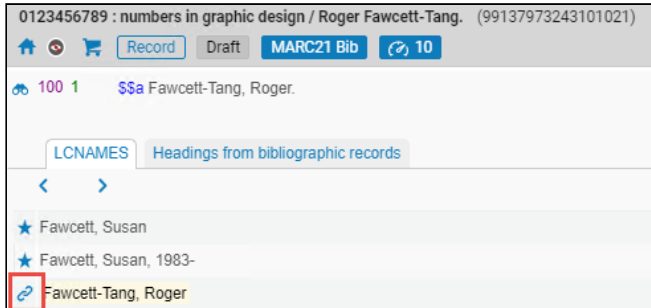 0123456789 : numbers in graphic design / Roger Fawcett-Tang. (99137973243101021)
Record Draft MARC21 Bib 10
100 1 $$a Fawcett-Tang, Roger.
LCNAMES Headings from bibliographic records
Fawcett, Susan
Fawcett, Susan, 1983-
Fawcett-Tang, Roger